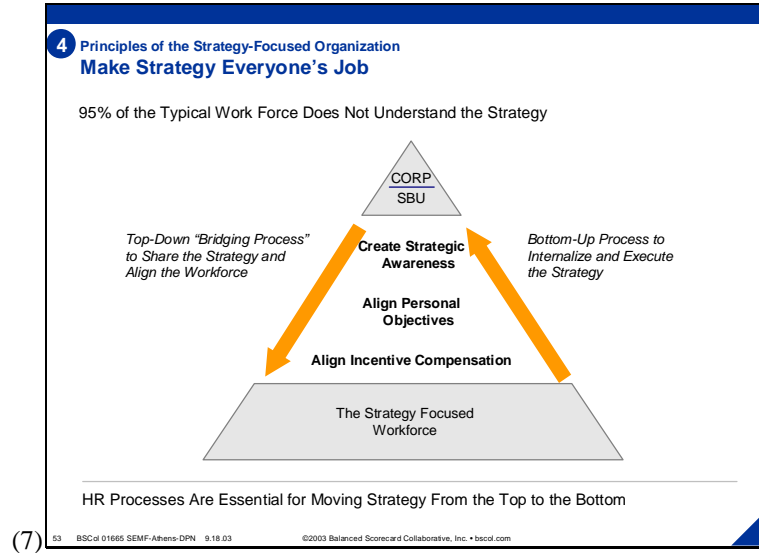 4
Principles of the Strategy-Focused Organization
Make Strategy Everyone’s Job
95% of the Typical Work Force Does Not Understand the Strategy
CORP
SBU
Top-Down “Bridging Process”
to Share the Strategy and
Align the Workforce
Create Strategic
Awareness
Bottom-Up Process to
Internalize and Execute
the Strategy
Align Personal
Objectives
Align Incentive Compensation
The Strategy Focused
Workforce
HR Processes Are Essential for Moving Strategy From the Top to the Bottom
(7) 53 BSCol 01665 SEMF-Athens-DPN 9.18.03 ©2003 Balanced Scorecard Collaborative, Inc. • bscol.com